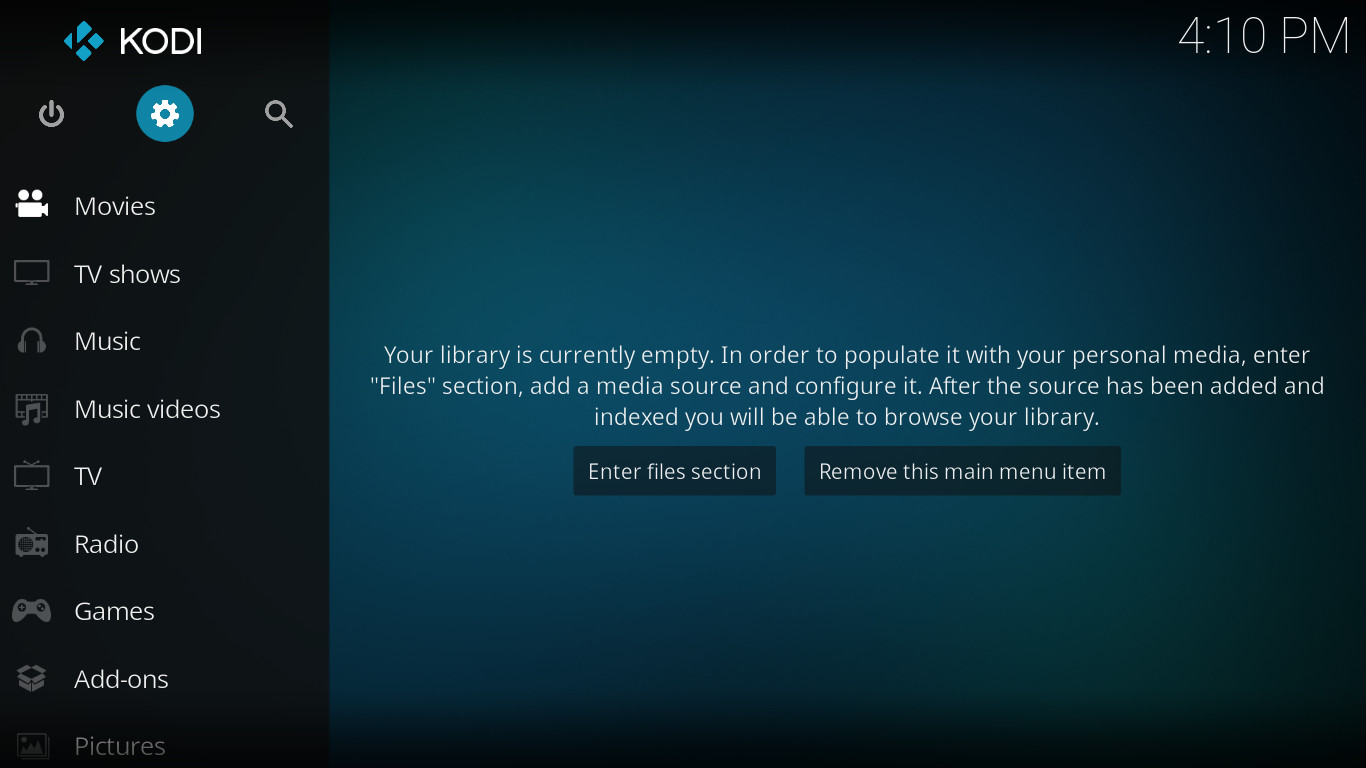 KODI
4:10 PM
Movies
TV shows
Music
Music videos
TV
Radio
Games
Add-ons
Pictures
Your library is currently empty. In order to populate it with your personal media, enter
"Files" section, add a media source and configure it. After the source has been added and
indexed you will be able to browse your library.
Enter files section
Remove this main menu item